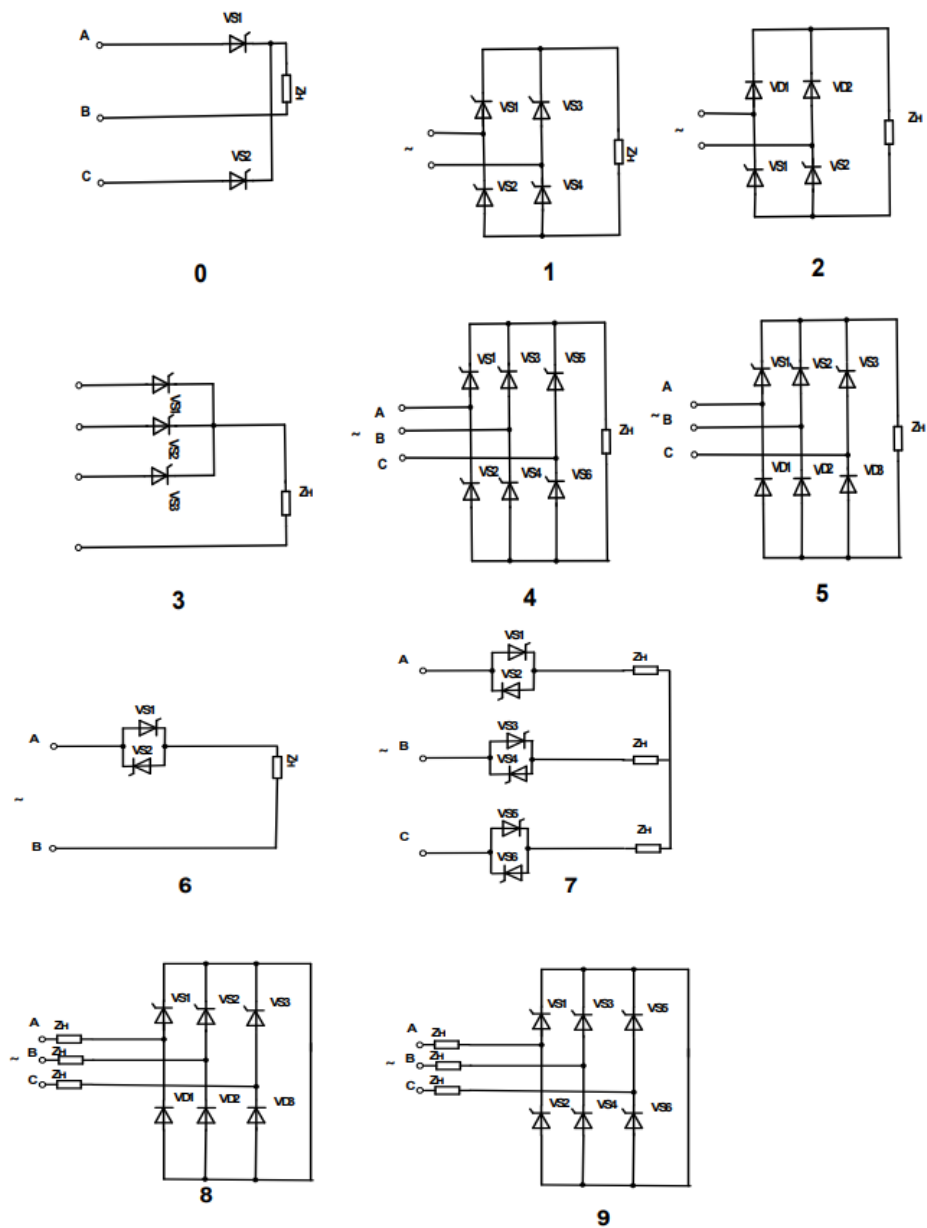 VS1
A
Zн
B
VS2
C
0
VS1 VS3
~
Zн
VS2 VS4
1
VD1 VD2
~
Zн
VS1 VS2
2
VS1
VS2
VS3
Zн
3
VS1 VS3 VS5
A
~ B
Zн
C
VS2 VS4 VS6
4
VS1 VS2 VS3
A
~ B
Zн
C
VD1 VD2 VD3
5
VS1
A
VS2
Zн
~
B
6
VS1
A
Zн
VS2
VS3
~ B
Zн
VS4
VS5
C
Zн
VS6
7
VS1 VS2 VS3
A Zн
~ B Zн
C Zн
VD1 VD2 VD3
8
VS1 VS3 VS5
A Zн
~ B Zн
C Zн
VS2 VS4 VS6
9